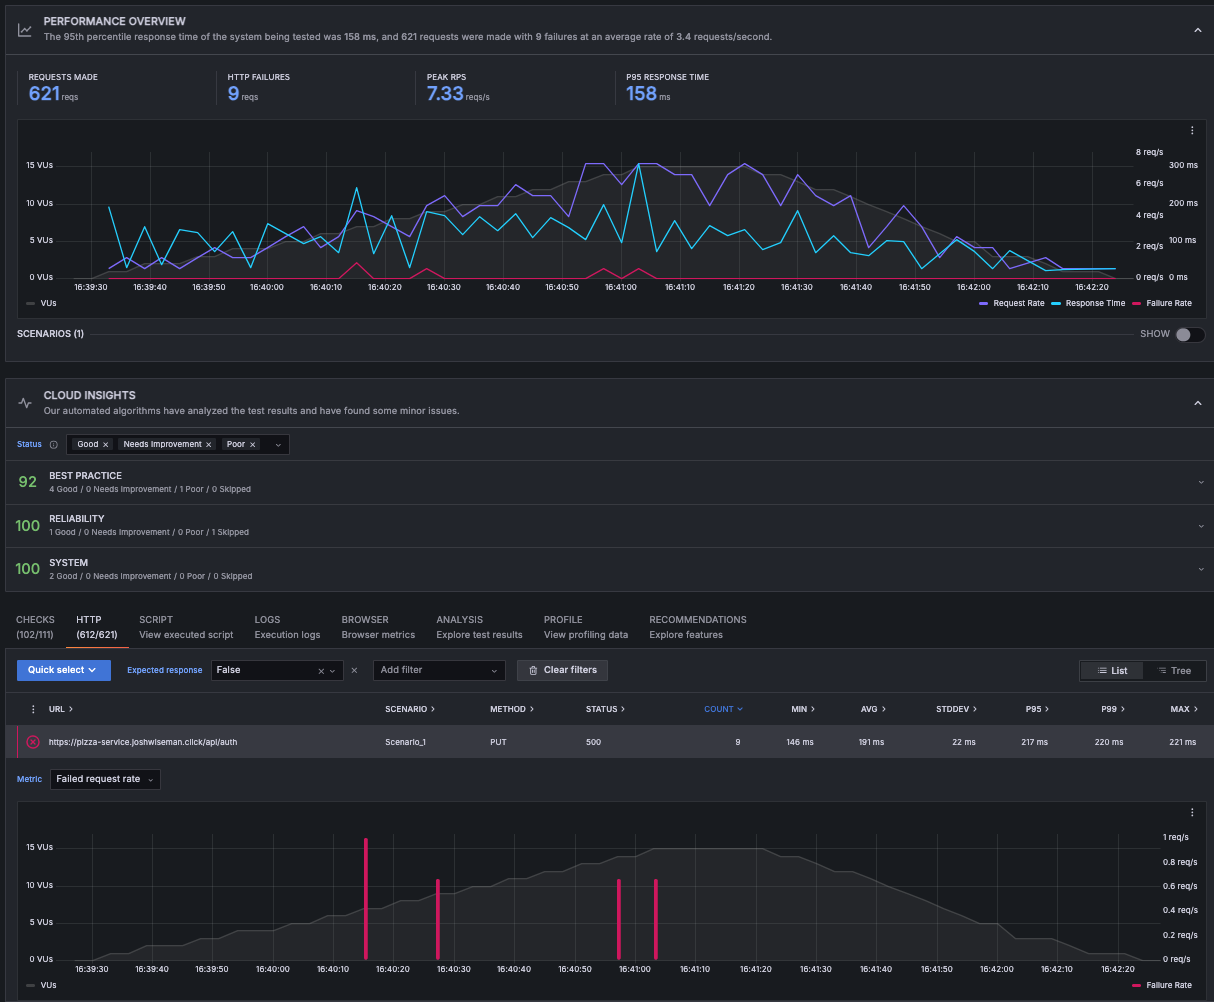 PERFORMANCE OVERVIEW
The 95th percentile response time of the system being tested was 158 ms, and 621 requests were made with 9 failures at an average rate of 3.4 requests/second.
REQUESTS MADE HTTP FAILURES PEAK RPS P95 RESPONSE TIME
621 reqs 9 reqs 7.33 reqs/s 158 ms
8 req/s
15 VUs 300 ms
6 req/s
10 VUs 200 ms
4 req/s
5 VUs 100 ms
2 req/s
0 VUs 0 req/s 0 ms
16:39:30 16:39:40 16:39:50 16:40:00 16:40:10 16:40:20 16:40:30 16:40:40 16:40:50 16:41:00 16:41:10 16:41:20 16:41:30 16:41:40 16:41:50 16:42:00 16:42:10 16:42:20
VUs Request Rate Response Time Failure Rate
SCENARIOS (1) SHOW
CLOUD INSIGHTS
Our automated algorithms have analyzed the test results and have found some minor issues.
Status Good Needs Improvement Poor
92 BEST PRACTICE
4 Good / 0 Needs Improvement / 1 Poor / 0 Skipped
100 RELIABILITY
1 Good / 0 Needs Improvement / 0 Poor / 1 Skipped
100 SYSTEM
2 Good / 0 Needs Improvement / 0 Poor / 0 Skipped
CHECKS HTTP SCRIPT LOGS BROWSER ANALYSIS PROFILE RECOMMENDATIONS
(102/111) (612/621) View executed script Execution logs Browser metrics Explore test results View profiling data Explore features
Quick select Expected response False Add filter Clear filters List Tree
URL SCENARIO METHOD STATUS COUNT MIN AVG STDDEV P95 P99 MAX
https://pizza-service.joshwiseman.click/api/auth Scenario_1 PUT 500 9 146 ms 191 ms 22 ms 217 ms 220 ms 221 ms
Metric Failed request rate
1 req/s
15 VUs
0.8 req/s
10 VUs 0.6 req/s
0.4 req/s
5 VUs
0.2 req/s
0 VUs 0 req/s
16:39:30 16:39:40 16:39:50 16:40:00 16:40:10 16:40:20 16:40:30 16:40:40 16:40:50 16:41:00 16:41:10 16:41:20 16:41:30 16:41:40 16:41:50 16:42:00 16:42:10 16:42:20
VUs Failure Rate